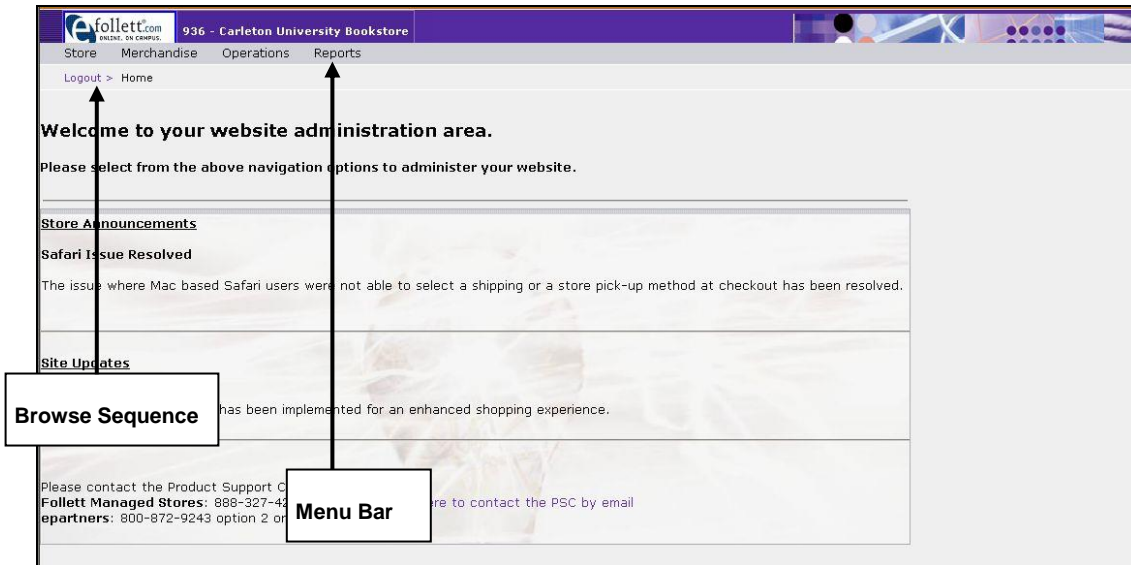 efollett.com
ONLINE. ON CAMPUS.
936 - Carleton University Bookstore
Store Merchandise Operations Reports
Logout > Home
Welcome to your website administration area.
Please select from the above navigation options to administer your website.
Store Announcements
Safari Issue Resolved
The issue where Mac based Safari users were not able to select a shipping or a store pick-up method at checkout has been resolved.
Site Updates
Browse Sequence
has been implemented for an enhanced shopping experience.
Please contact the Product Support C
Follett Managed Stores: 888-327-42
ere to contact the PSC by email
epartners: 800-872-9243 option 2 or
Menu Bar